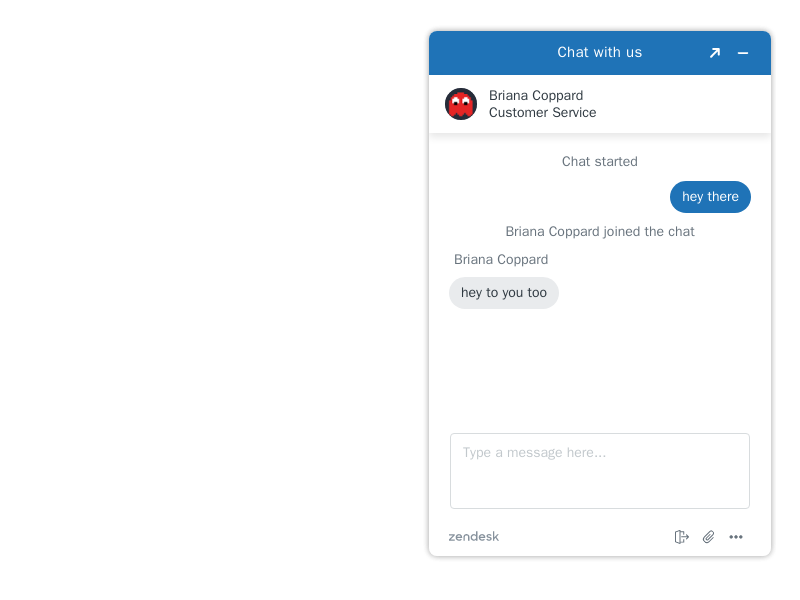 Chat with us
Briana Coppard
Customer Service
Chat started
hey there
Briana Coppard joined the chat
Briana Coppard
hey to you too
Type a message here...
zendesk